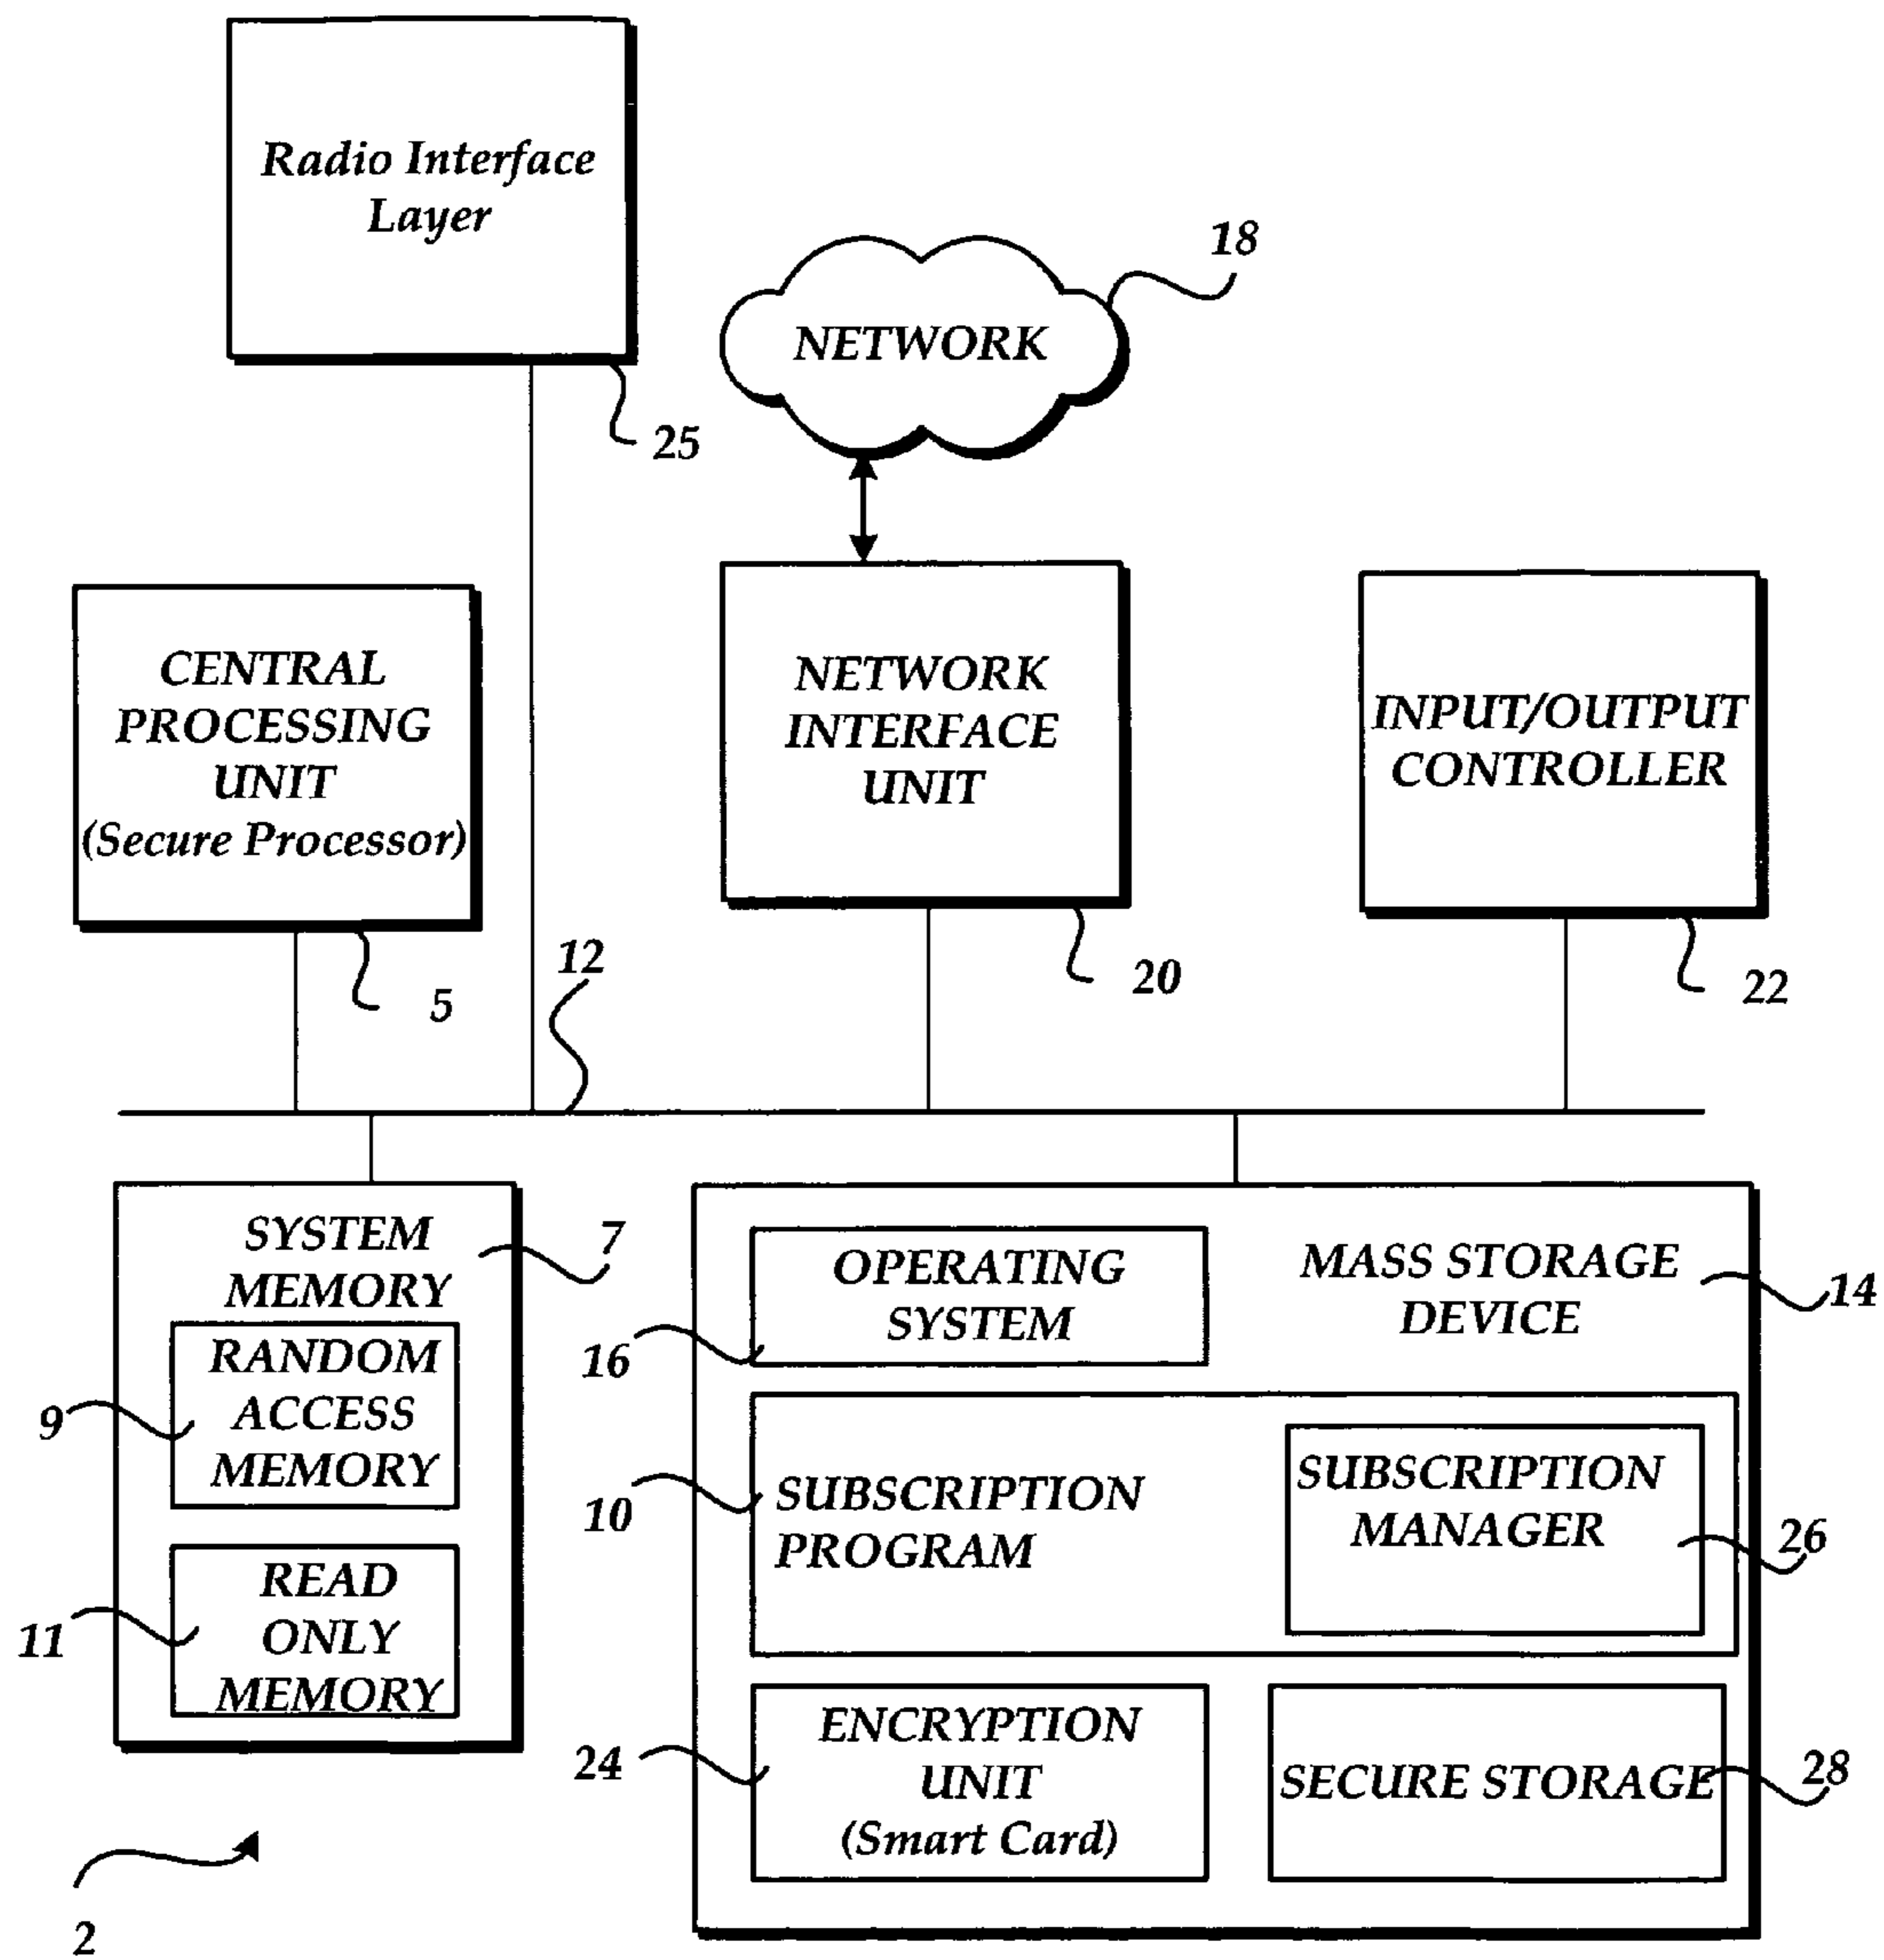 Radio Interface
Layer
25
18
NETWORK
CENTRAL
PROCESSING
UNIT
(Secure Processor)
5
12
NETWORK
INTERFACE
UNIT
20
INPUT/OUTPUT
CONTROLLER
22
SYSTEM
MEMORY
7
RANDOM
ACCESS
MEMORY
9
READ
ONLY
MEMORY
11
OPERATING
SYSTEM
16
MASS STORAGE
DEVICE
14
SUBSCRIPTION
PROGRAM
10
SUBSCRIPTION
MANAGER
26
ENCRYPTION
UNIT
(Smart Card)
24
SECURE STORAGE
28
2